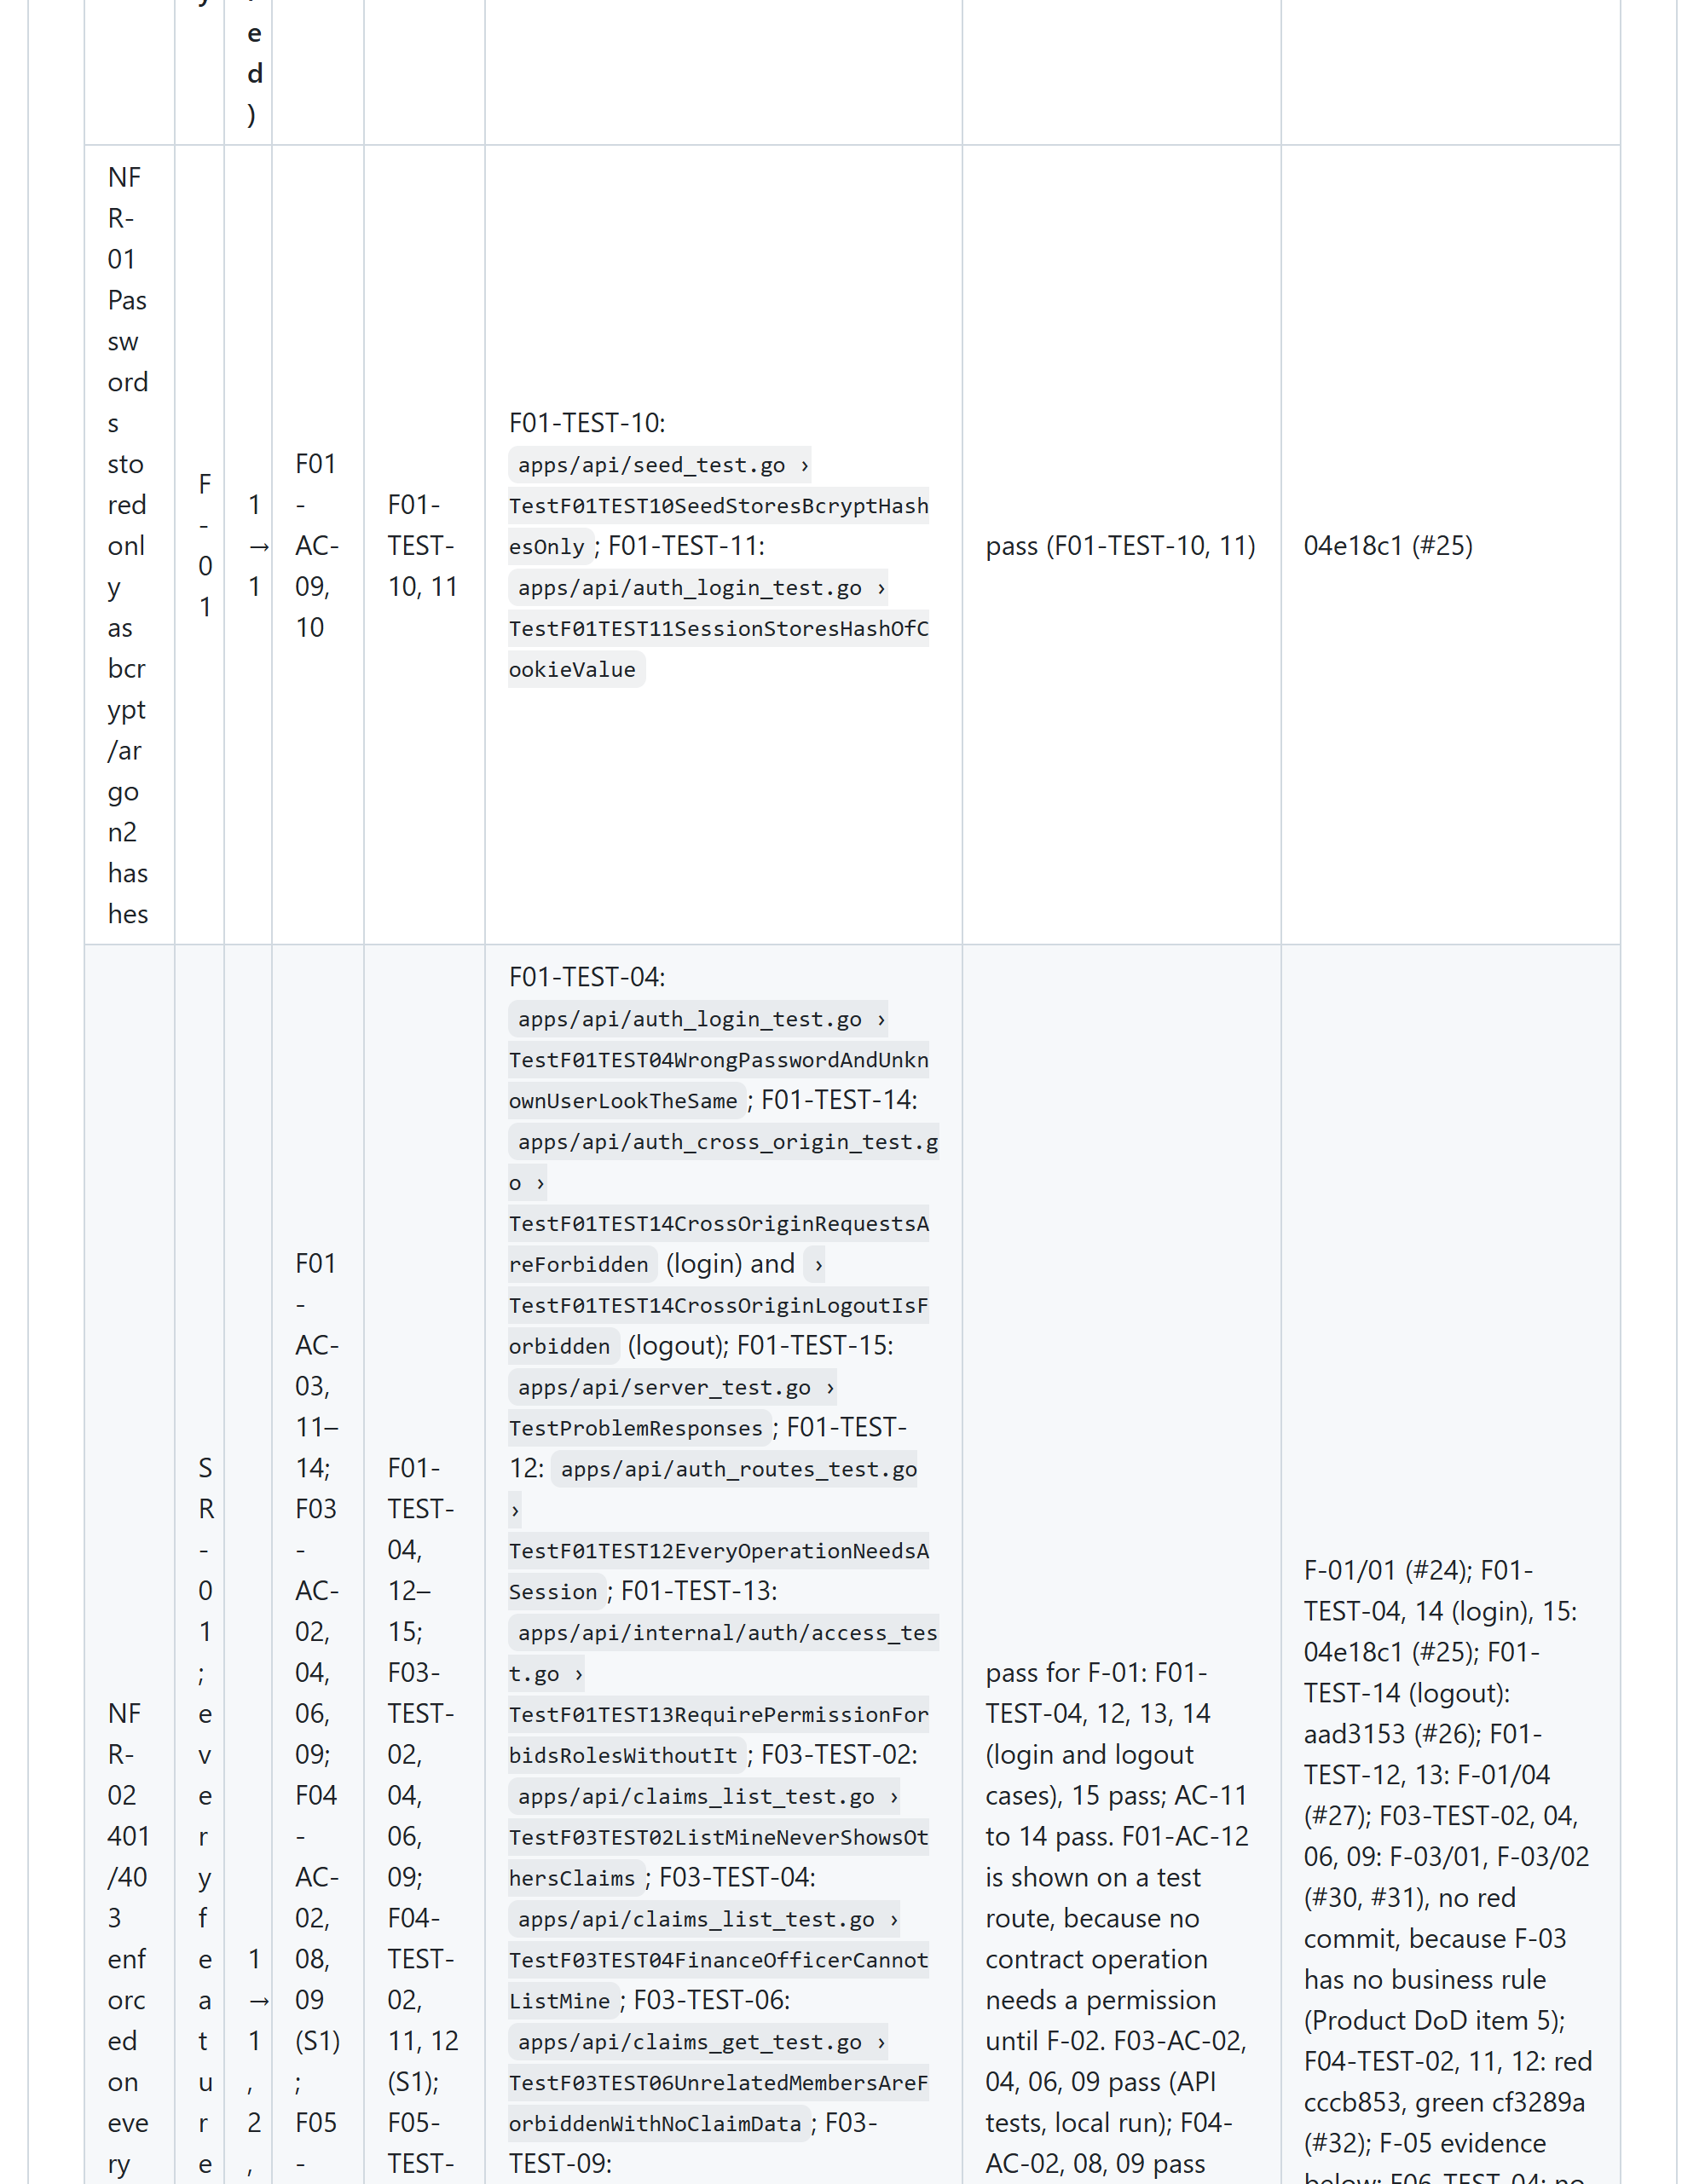 y
e
d
)
NF
R-
01
Pas
sw
ord
s
sto
red
onl
y
as
bcr
ypt
/ar
go
n2
has
hes
F
-
0
1
1
→
1
F01
-
AC-
09,
10
F01-
TEST-
10, 11
F01-TEST-10:
apps/api/seed_test.go ›
TestF01TEST10SeedStoresBcryptHash
esOnly ; F01-TEST-11:
apps/api/auth_login_test.go ›
TestF01TEST11SessionStoresHashOfC
ookieValue
pass (F01-TEST-10, 11)
04e18c1 (#25)
NF
R-
02
401
/40
3
enf
orc
ed
on
eve
ry
S
R
-
0
1
;
e
v
e
r
y
f
e
a
t
u
r
e
1
→
1
,
2
,
F01
-
AC-
03,
11–
14;
F03
-
AC-
02,
04,
06,
09;
F04
-
AC-
02,
08,
09
(S1)
;
F05
-
F01-
TEST-
04,
12–
15;
F03-
TEST-
02,
04,
06,
09;
F04-
TEST-
02,
11, 12
(S1);
F05-
TEST-
F01-TEST-04:
apps/api/auth_login_test.go ›
TestF01TEST04WrongPasswordAndUnkn
ownUserLookTheSame ; F01-TEST-14:
apps/api/auth_cross_origin_test.g
o ›
TestF01TEST14CrossOriginRequestsA
reForbidden (login) and ›
TestF01TEST14CrossOriginLogoutIsF
orbidden (logout); F01-TEST-15:
apps/api/server_test.go ›
TestProblemResponses ; F01-TEST-
12: apps/api/auth_routes_test.go
›
TestF01TEST12EveryOperationNeedsA
Session ; F01-TEST-13:
apps/api/internal/auth/access_tes
t.go ›
TestF01TEST13RequirePermissionFor
bidsRolesWithoutIt ; F03-TEST-02:
apps/api/claims_list_test.go ›
TestF03TEST02ListMineNeverShowsOt
hersClaims ; F03-TEST-04:
apps/api/claims_list_test.go ›
TestF03TEST04FinanceOfficerCannot
ListMine ; F03-TEST-06:
apps/api/claims_get_test.go ›
TestF03TEST06UnrelatedMembersAreF
orbiddenWithNoClaimData ; F03-
TEST-09:
pass for F-01: F01-
TEST-04, 12, 13, 14
(login and logout
cases), 15 pass; AC-11
to 14 pass. F01-AC-12
is shown on a test
route, because no
contract operation
needs a permission
until F-02. F03-AC-02,
04, 06, 09 pass (API
tests, local run); F04-
AC-02, 08, 09 pass
F-01/01 (#24); F01-
TEST-04, 14 (login), 15:
04e18c1 (#25); F01-
TEST-14 (logout):
aad3153 (#26); F01-
TEST-12, 13: F-01/04
(#27); F03-TEST-02, 04,
06, 09: F-03/01, F-03/02
(#30, #31), no red
commit, because F-03
has no business rule
(Product DoD item 5);
F04-TEST-02, 11, 12: red
cccb853, green cf3289a
(#32); F-05 evidence
below; F06-TEST-04: no